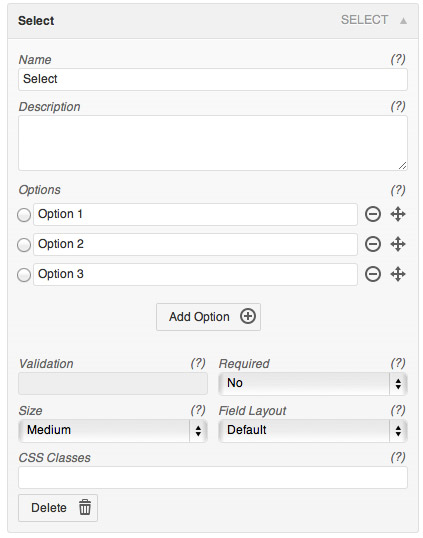 Select SELECT
Name (?)
Select
Description (?)
Options (?)
Option 1
Option 2
Option 3
Add Option
Validation (?) Required (?)
No
Size (?) Field Layout (?)
Medium Default
CSS Classes (?)
Delete